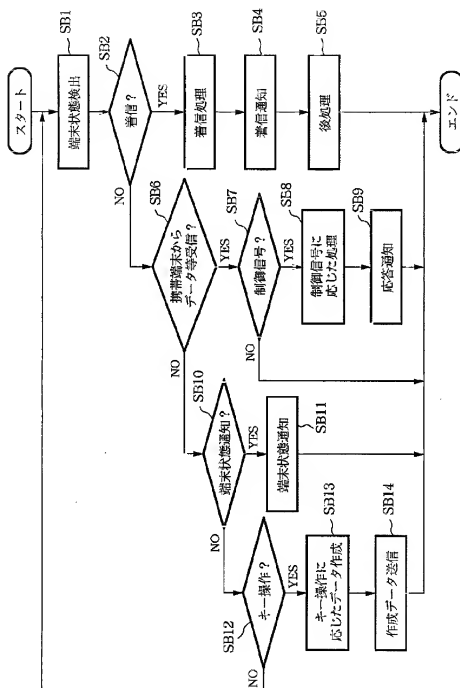 スタート
SB1
端末状態検出
SB2
着信？
YES
NO
SB3
着信処理
SB4
着信通知
SB5
後処理
エンド
SB6
携帯端末から
データ等受信？
YES
NO
SB7
制御信号？
YES
NO
SB8
制御信号に
応じた処理
SB9
応答通知
SB10
端末状態通知？
YES
NO
SB11
端末状態通知
SB12
キー操作？
YES
NO
SB13
キー操作に
応じたデータ作成
SB14
作成データ送信